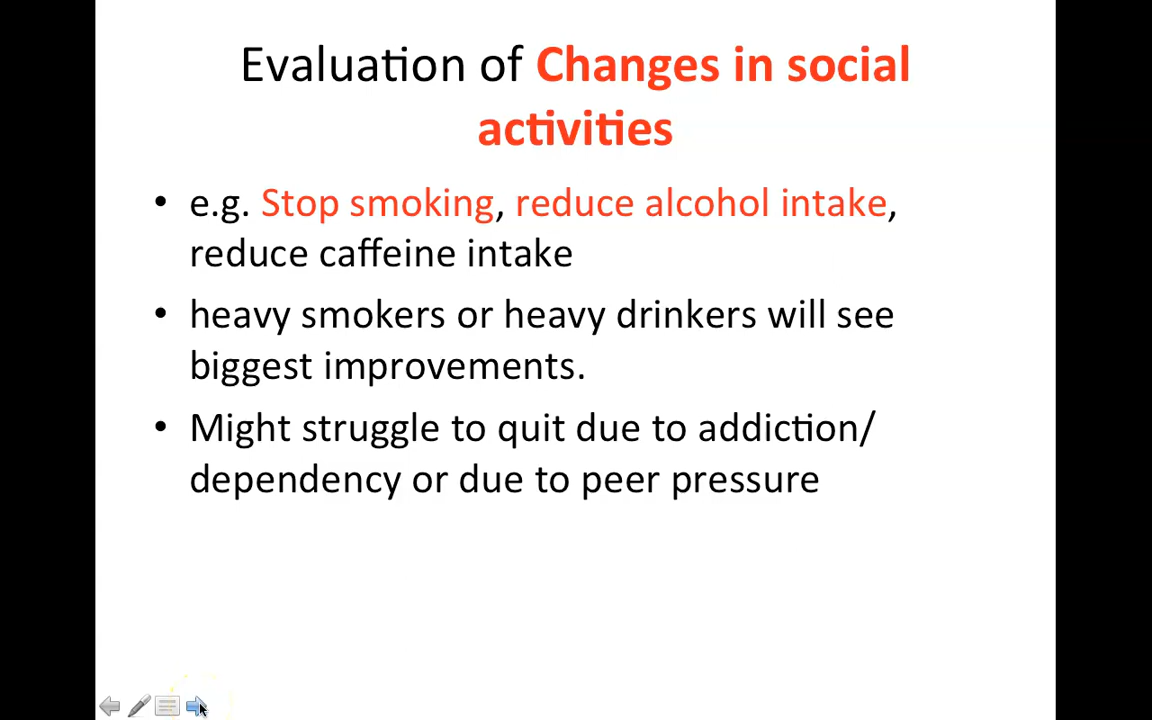 Evaluation of Changes in social
activities
• e.g. Stop smoking, reduce alcohol intake,
reduce caffeine intake
• heavy smokers or heavy drinkers will see
biggest improvements.
• Might struggle to quit due to addiction/
dependency or due to peer pressure